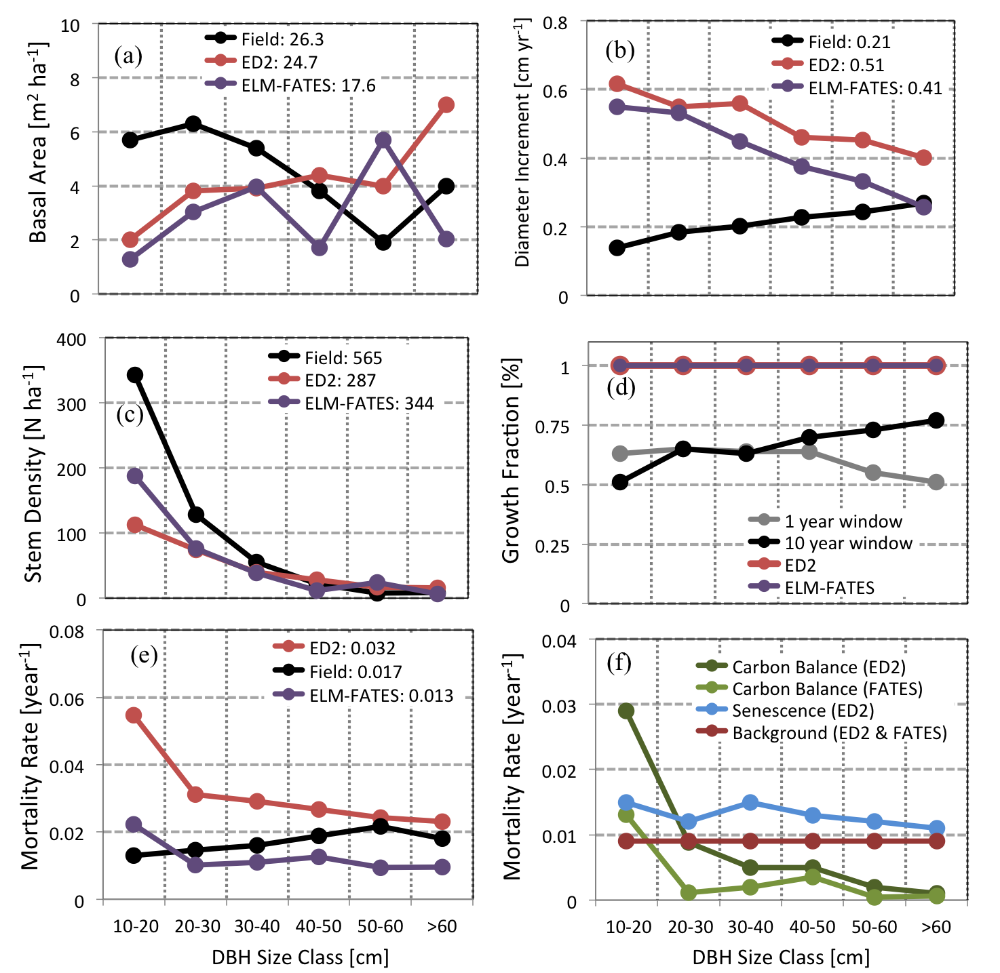 10
8
6
4
2
0
Basal Area [m2 ha-1]
(a)
Field: 26.3
ED2: 24.7
ELM-FATES: 17.6
0.8
0.6
0.4
0.2
0
Diameter Increment [cm yr-1]
(b)
Field: 0.21
ED2: 0.51
ELM-FATES: 0.41
400
300
200
100
0
Stem Density [N ha-1]
(c)
Field: 565
ED2: 287
ELM-FATES: 344
1
0.75
0.5
0.25
0
Growth Fraction [%]
(d)
1 year window
10 year window
ED2
ELM-FATES
0.08
0.06
0.04
0.02
0
Mortality Rate [year-1]
(e)
ED2: 0.032
Field: 0.017
ELM-FATES: 0.013
10-20 20-30 30-40 40-50 50-60 >60
DBH Size Class [cm]
0.04
0.03
0.02
0.01
0
Mortality Rate [year-1]
(f)
Carbon Balance (ED2)
Carbon Balance (FATES)
Senescence (ED2)
Background (ED2 & FATES)
10-20 20-30 30-40 40-50 50-60 >60
DBH Size Class [cm]